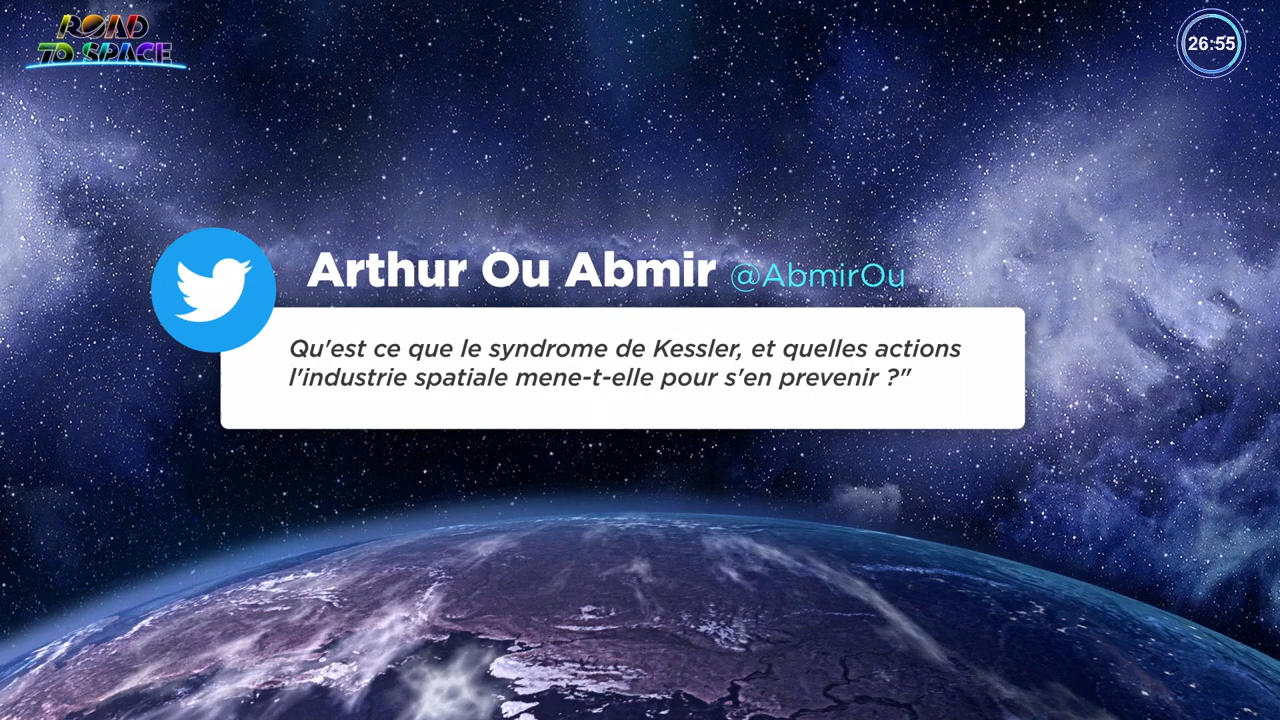 ROAD
TO SPACE
26:55
Arthur Ou Abmir @AbmirOu
Qu'est ce que le syndrome de Kessler, et quelles actions
l'industrie spatiale mene-t-elle pour s'en prevenir ?"